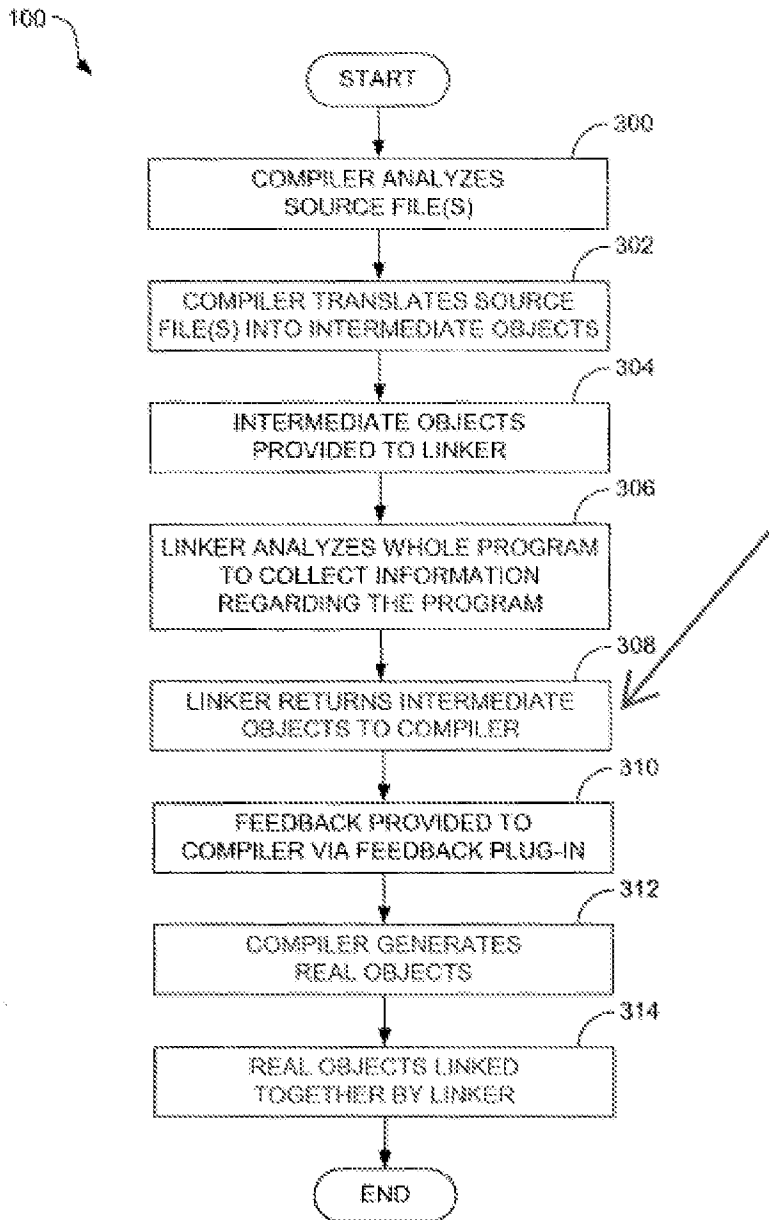 100
START
300
COMPILER ANALYZES
SOURCE FILE(S)
302
COMPILER TRANSLATES SOURCE
FILE(S) INTO INTERMEDIATE OBJECTS
304
INTERMEDIATE OBJECTS
PROVIDED TO LINKER
306
LINKER ANALYZES WHOLE PROGRAM
TO COLLECT INFORMATION
REGARDING THE PROGRAM
308
LINKER RETURNS INTERMEDIATE
OBJECTS TO COMPILER
310
FEEDBACK PROVIDED TO
COMPILER VIA FEEDBACK PLUG-IN
312
COMPILER GENERATES
REAL OBJECTS
314
REAL OBJECTS LINKED
TOGETHER BY LINKER
END